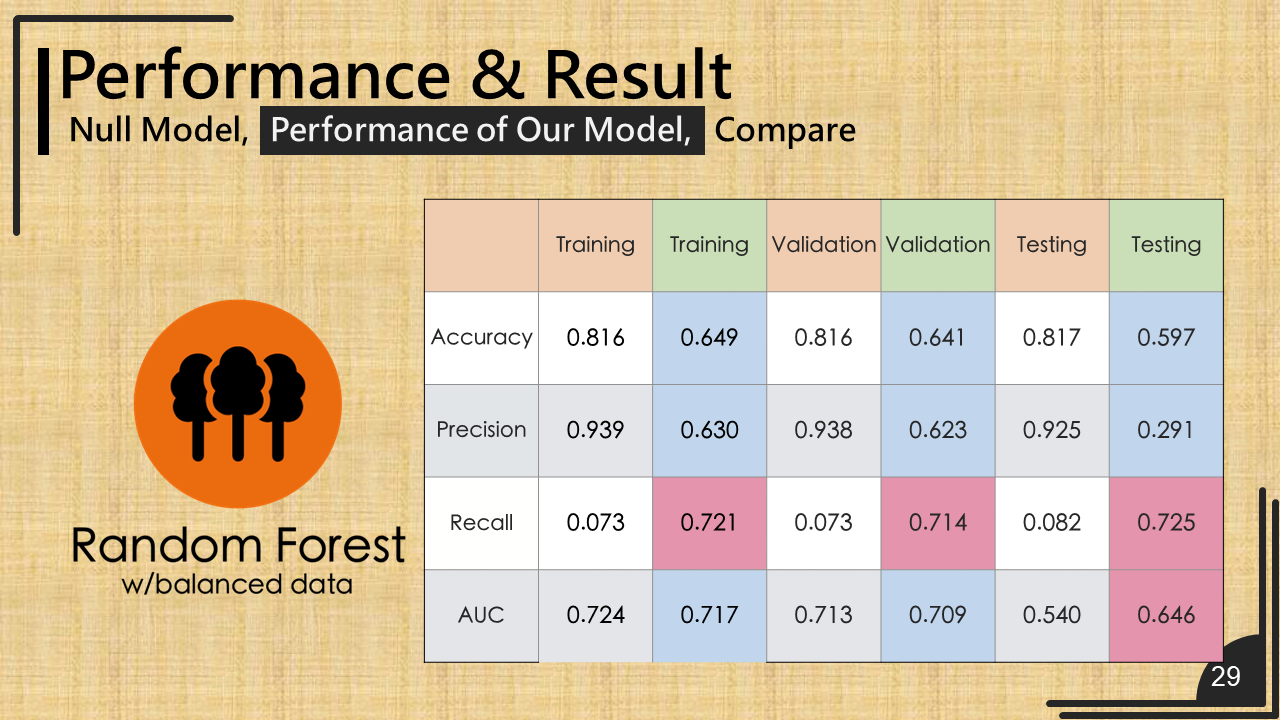 Performance & Result
Null Model, Performance of Our Model, Compare
Training Training Validation Validation Testing Testing
Accuracy 0.816 0.649 0.816 0.641 0.817 0.597
Precision 0.939 0.630 0.938 0.623 0.925 0.291
Recall 0.073 0.721 0.073 0.714 0.082 0.725
AUC 0.724 0.717 0.713 0.709 0.540 0.646
Random Forest
w/balanced data
29